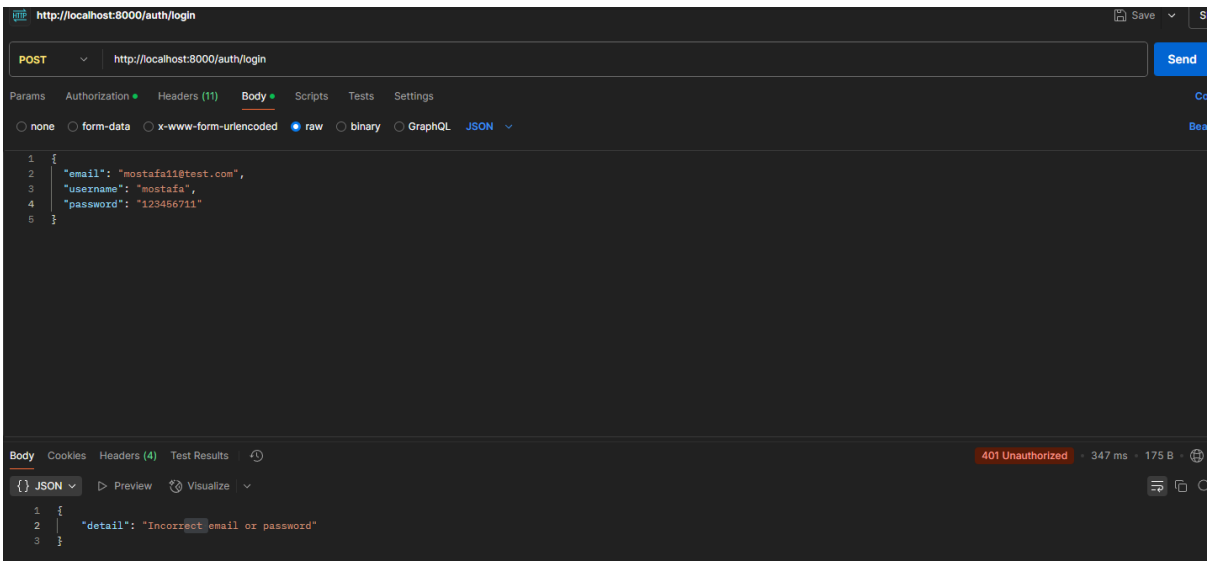 HTTP http://localhost:8000/auth/login Save S
POST http://localhost:8000/auth/login Send
Params Authorization Headers (11) Body Scripts Tests Settings Co
none form-data x-www-form-urlencoded raw binary GraphQL JSON Bea
1 {
2 "email": "mostafa11@test.com",
3 "username": "mostafa",
4 "password": "123456711"
5 }
Body Cookies Headers (4) Test Results 401 Unauthorized • 347 ms • 175 B •
{} JSON Preview Visualize
1 {
2 "detail": "Incorrect email or password"
3 }